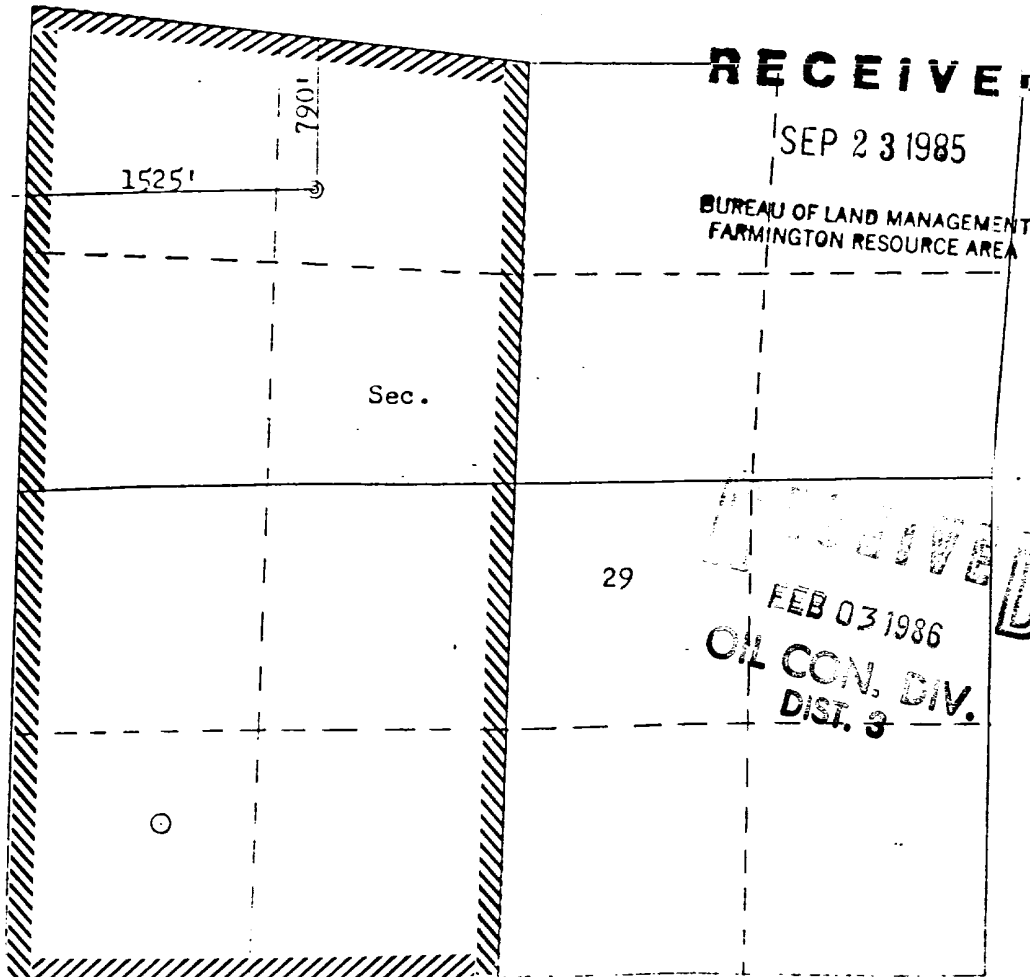 RECEIVE
SEP 23 1985
BUREAU OF LAND MANAGEMENT
FARMINGTON RESOURCE AREA
790'
1525'
Sec.
29
FEB 03 1986
OIL CON. DIV.
DIST. 3